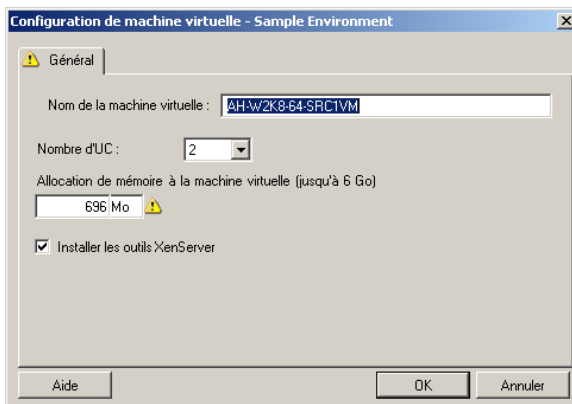 Configuration de machine virtuelle - Sample Environment
Général
Nom de la machine virtuelle : AH-W2K8-64-SRC1VM
Nombre d'UC : 2
Allocation de mémoire à la machine virtuelle (jusqu'à 6 Go)
696 Mo
Installer les outils XenServer
Aide OK Annuler